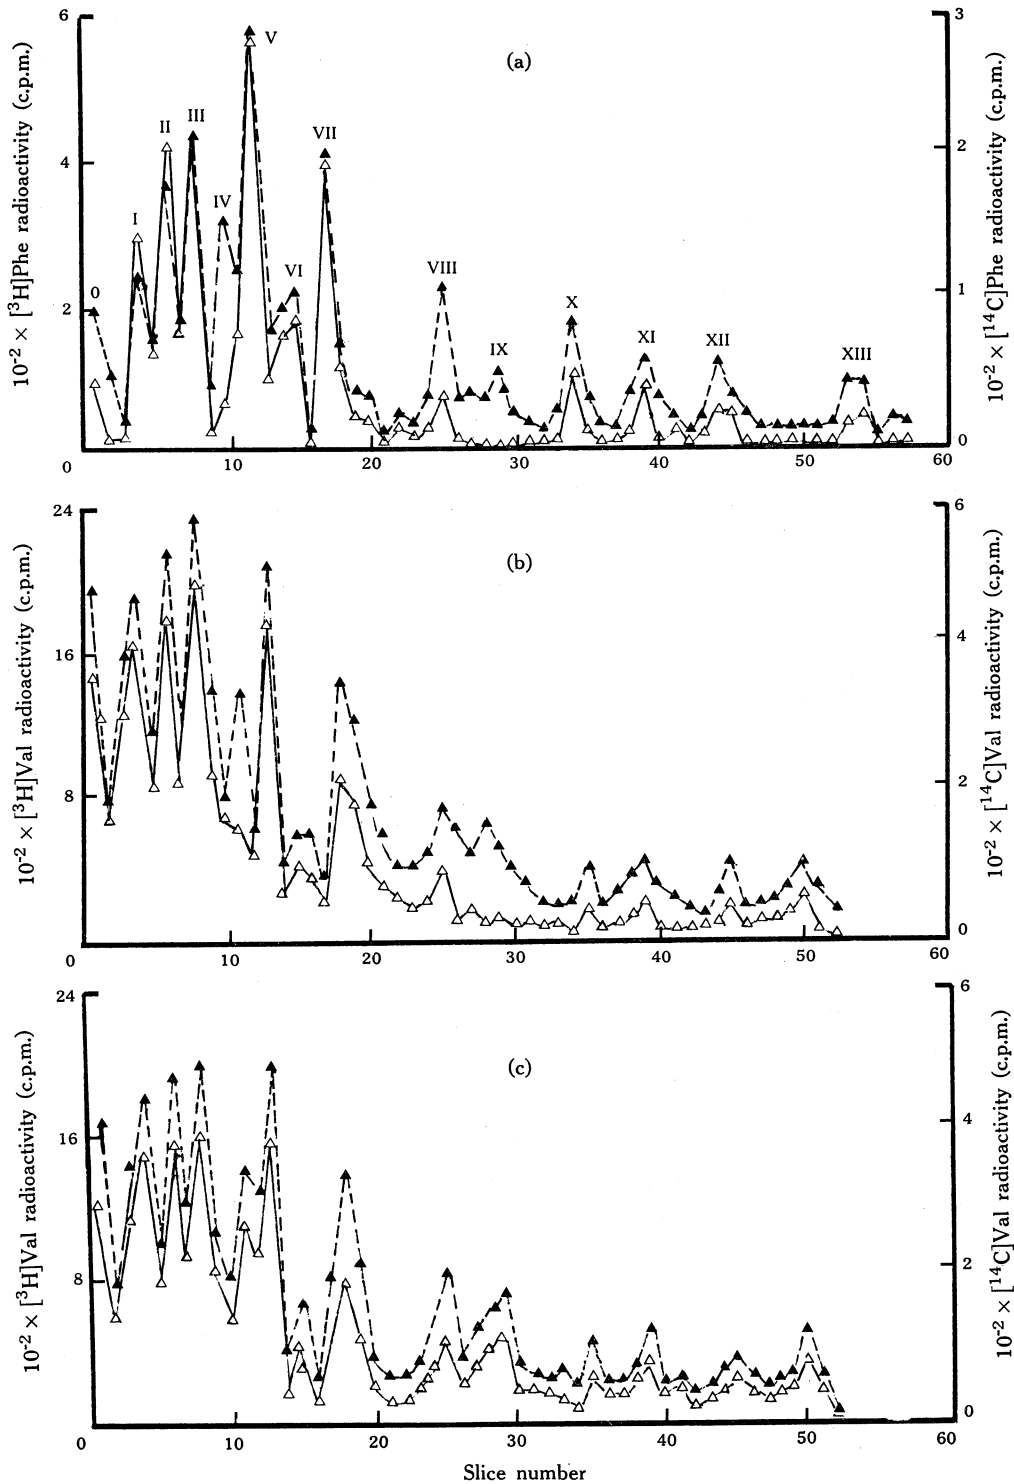 (a)
10⁻² × [³H]Phe radioactivity (c.p.m.)
10⁻² × [¹⁴C]Phe radioactivity (c.p.m.)
6
4
2
0
3
2
1
0
0 I II III IV V VI VII VIII IX X XI XII XIII
10 20 30 40 50 60
(b)
10⁻² × [³H]Val radioactivity (c.p.m.)
10⁻² × [¹⁴C]Val radioactivity (c.p.m.)
24
16
8
6
4
2
0
0 10 20 30 40 50 60
(c)
10⁻² × [³H]Val radioactivity (c.p.m.)
10⁻² × [¹⁴C]Val radioactivity (c.p.m.)
24
16
8
6
4
2
0
0 10 20 30 40 50 60
Slice number